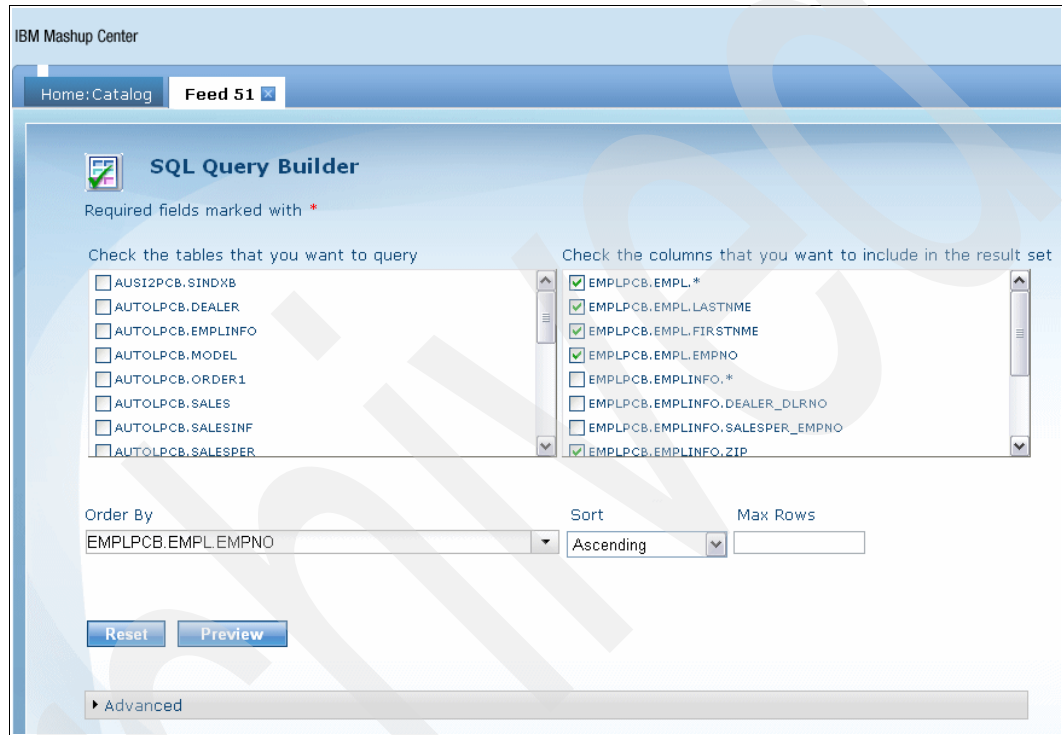 IBM Mashup Center
Home:Catalog
Feed 51
SQL Query Builder
Required fields marked with *
Check the tables that you want to query
AUSI2PCB.SINDXB
AUTOLPCB.DEALER
AUTOLPCB.EMPLINFO
AUTOLPCB.MODEL
AUTOLPCB.ORDER1
AUTOLPCB.SALES
AUTOLPCB.SALESINF
AUTOLPCB.SALESPER
Check the columns that you want to include in the result set
EMPLPCB.EMPL.*
EMPLPCB.EMPL.LASTNME
EMPLPCB.EMPL.FIRSTNME
EMPLPCB.EMPL.EMPNO
EMPLPCB.EMPLINFO.*
EMPLPCB.EMPLINFO.DEALER_DLRNO
EMPLPCB.EMPLINFO.SALESPER_EMPNO
EMPLPCB.EMPLINFO.ZIP
Order By
EMPLPCB.EMPL.EMPNO
Sort
Ascending
Max Rows
Reset
Preview
Advanced